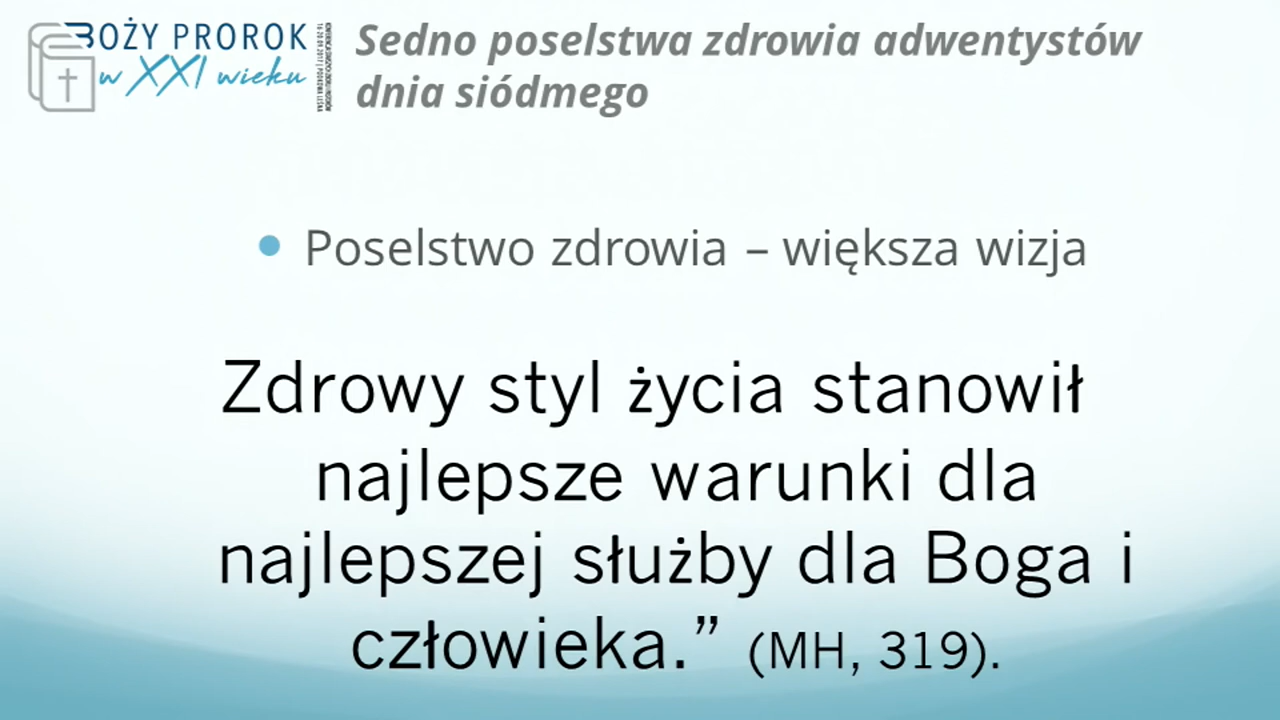 BOŻY PROROK
w XXI wieku
Sedno poselstwa zdrowia adwentystów
dnia siódmego
Poselstwo zdrowia – większa wizja
Zdrowy styl życia stanowił
najlepsze warunki dla
najlepszej służby dla Boga i
człowieka.” (MH, 319).